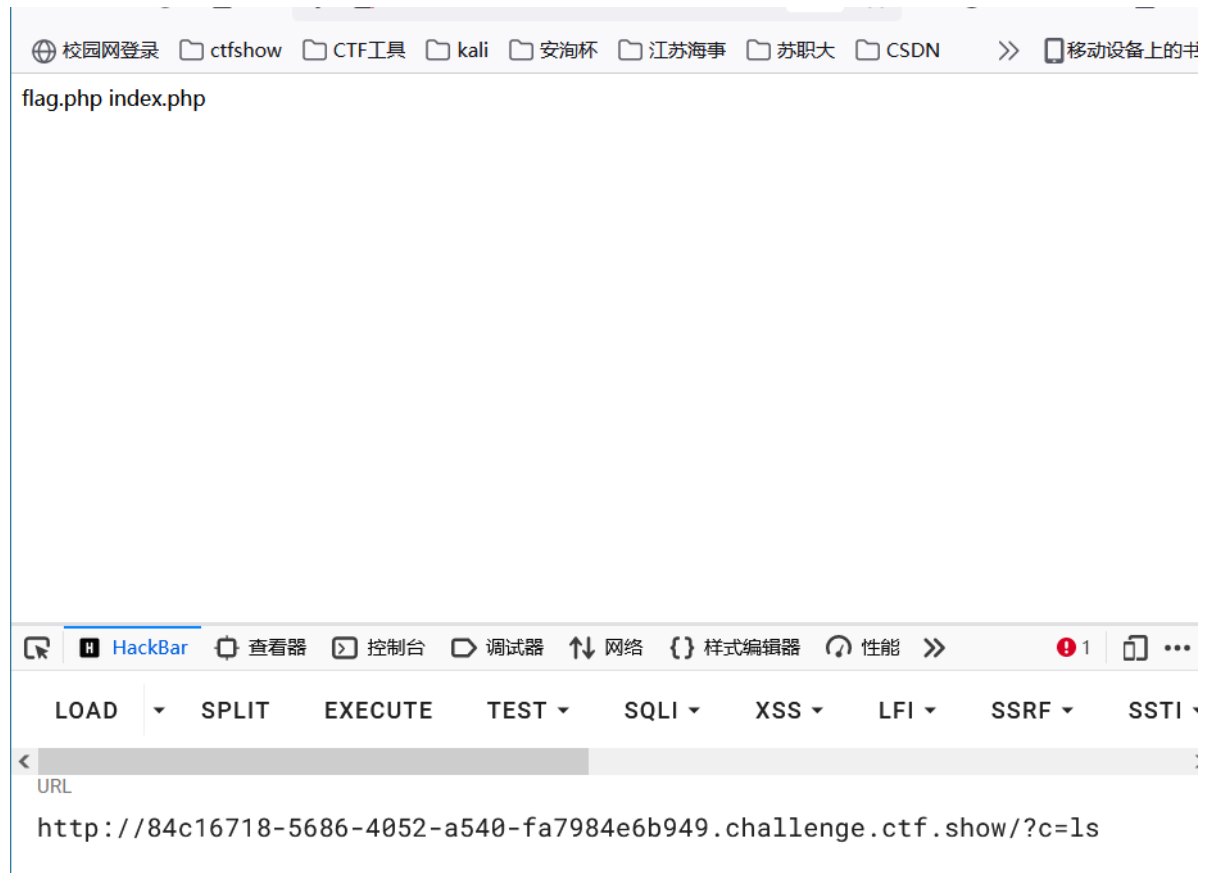 校园网登录 ctfshow CTF工具 kali 安洵杯 江苏海事 苏职大 CSDN 移动设备上的书
flag.php index.php
HackBar 查看器 控制台 调试器 网络 {} 样式编辑器 性能 1
LOAD SPLIT EXECUTE TEST SQLI XSS LFI SSRF SSTI
URL
http://84c16718-5686-4052-a540-fa7984e6b949.challenge.ctf.show/?c=ls